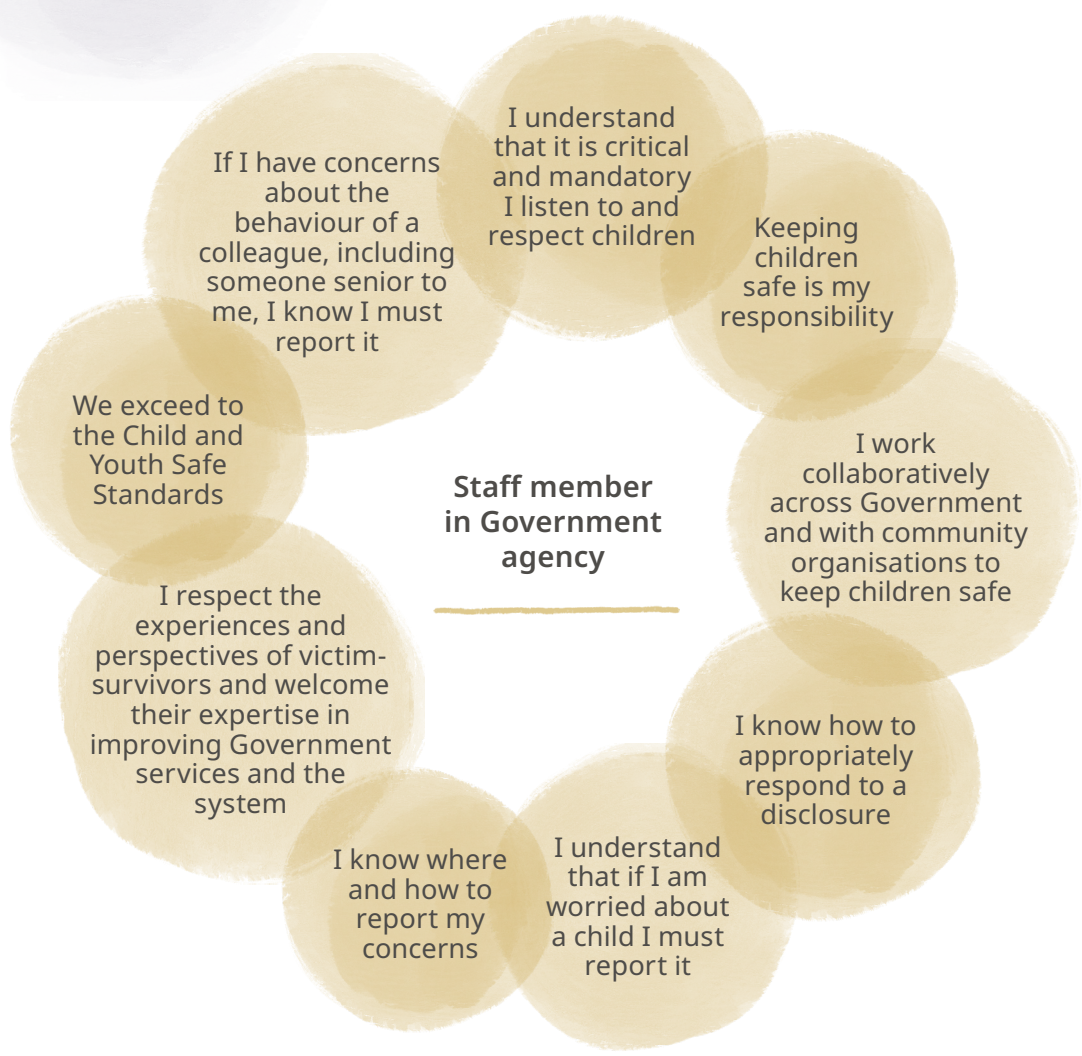 I understand
that it is critical
and mandatory
I listen to and
respect children
Keeping
children
safe is my
responsibility
I work
collaboratively
across Government
and with community
organisations to
keep children safe
I know how to
appropriately
respond to a
disclosure
I understand
that if I am
worried about
a child I must
report it
I know where
and how to
report my
concerns
I respect the
experiences and
perspectives of victim-
survivors and welcome
their expertise in
improving Government
services and the
system
We exceed to
the Child and
Youth Safe
Standards
If I have concerns
about the
behaviour of a
colleague, including
someone senior to
me, I know I must
report it
Staff member
in Government
agency